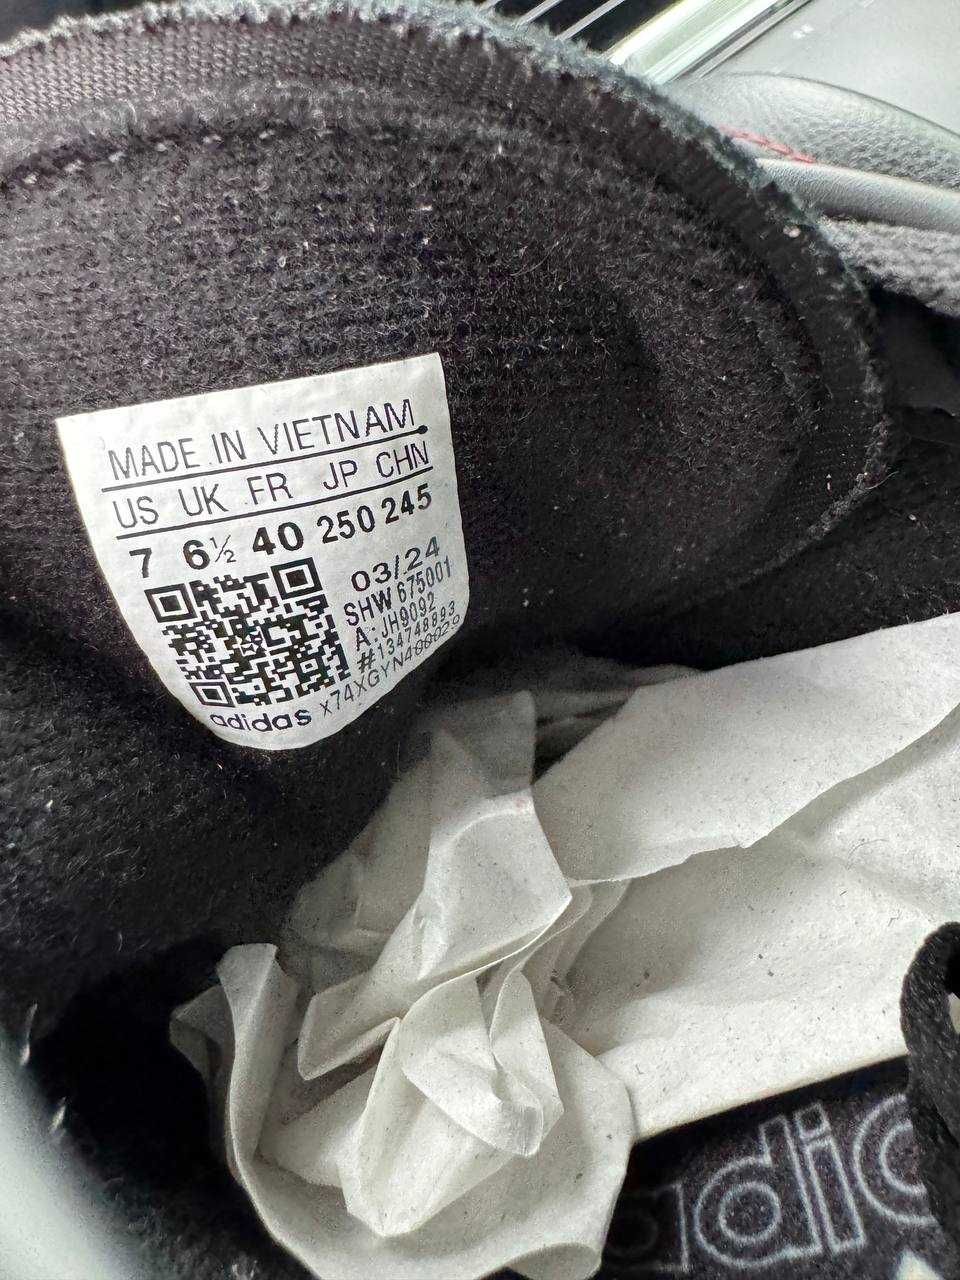 MADE IN VIETNAM
US UK FR JP CHN
7 6½ 40 250 245
03/24
SHW 675001
A: JH9092
#134748893
adidas